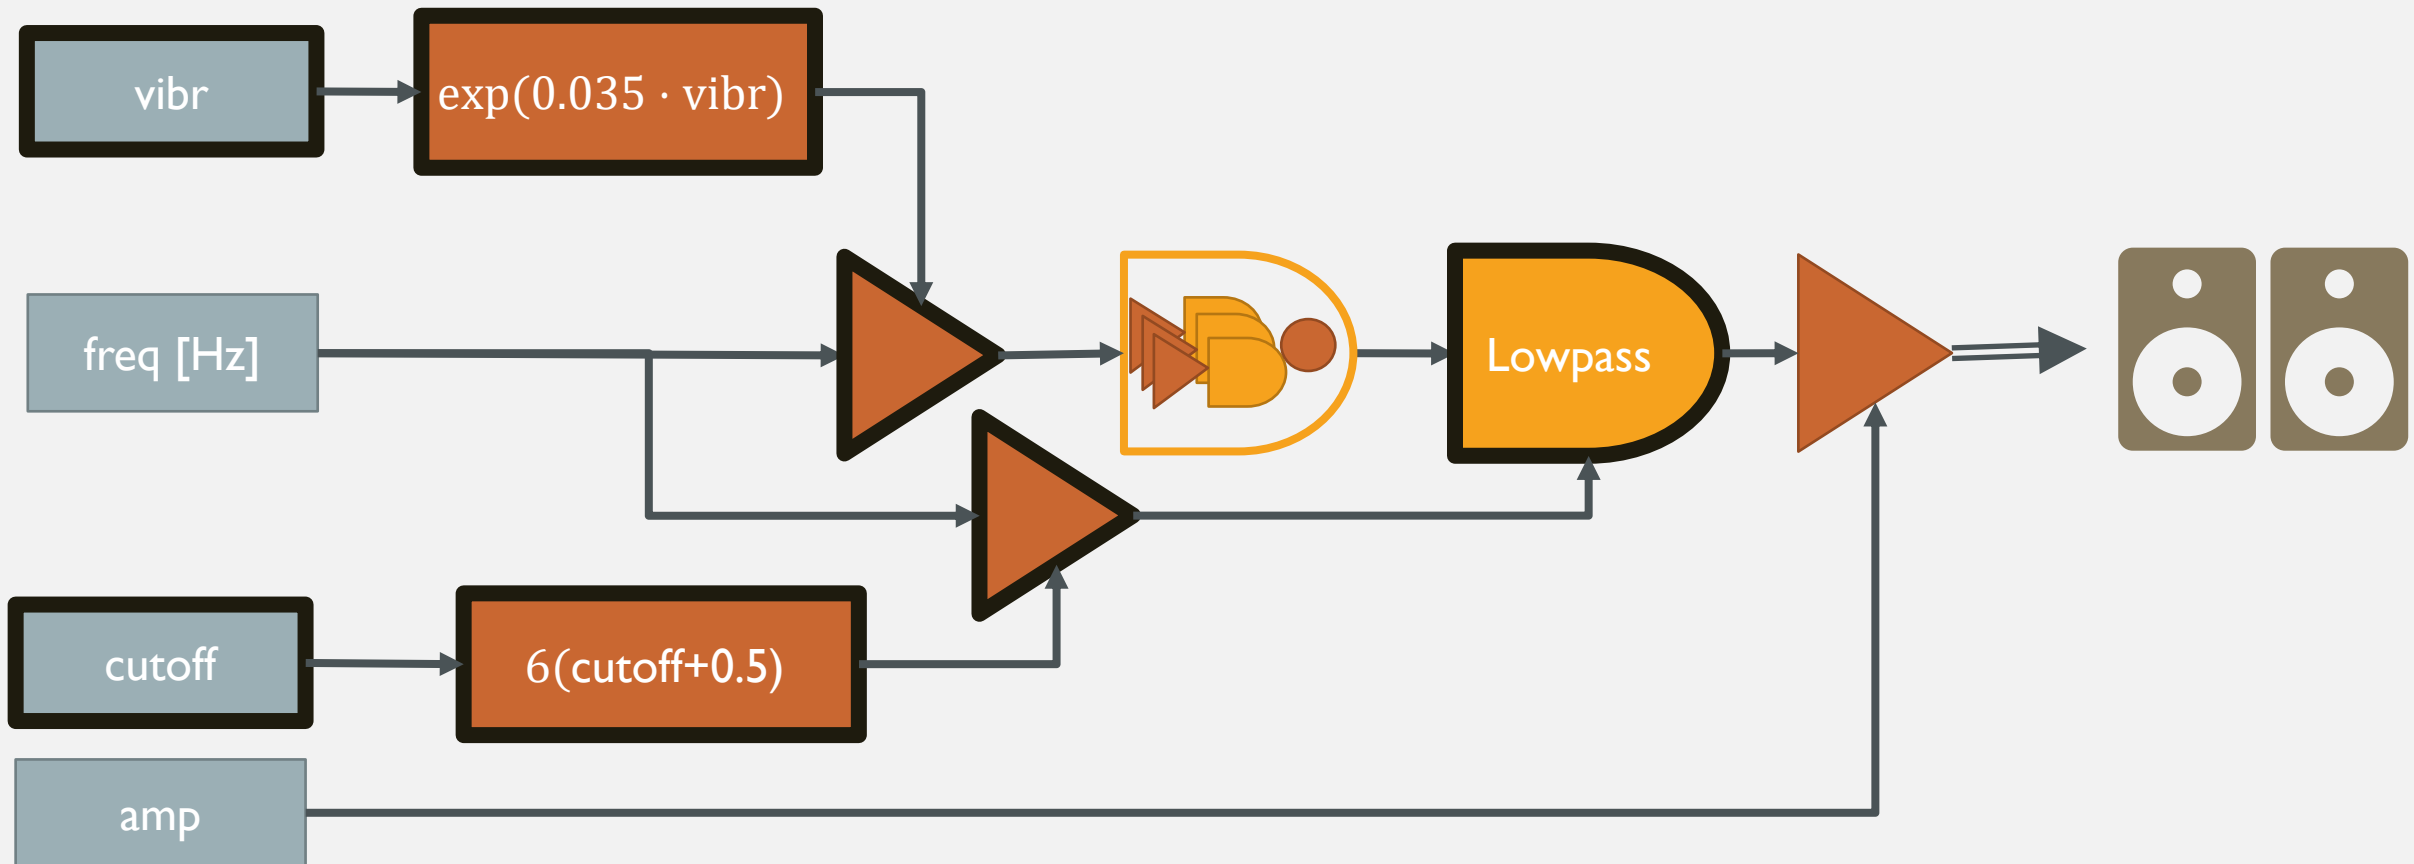 vibr
exp(0.035 · vibr)
freq [Hz]
Lowpass
cutoff
6(cutoff+0.5)
amp